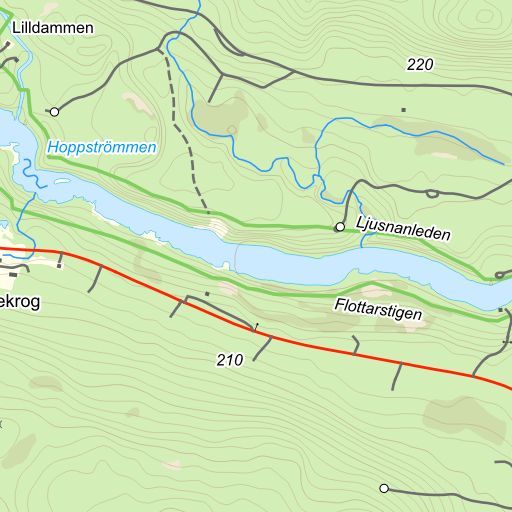 Lilldammen
220
Hoppströmmen
Ljusnanleden
ekrog
Flottarstigen
210